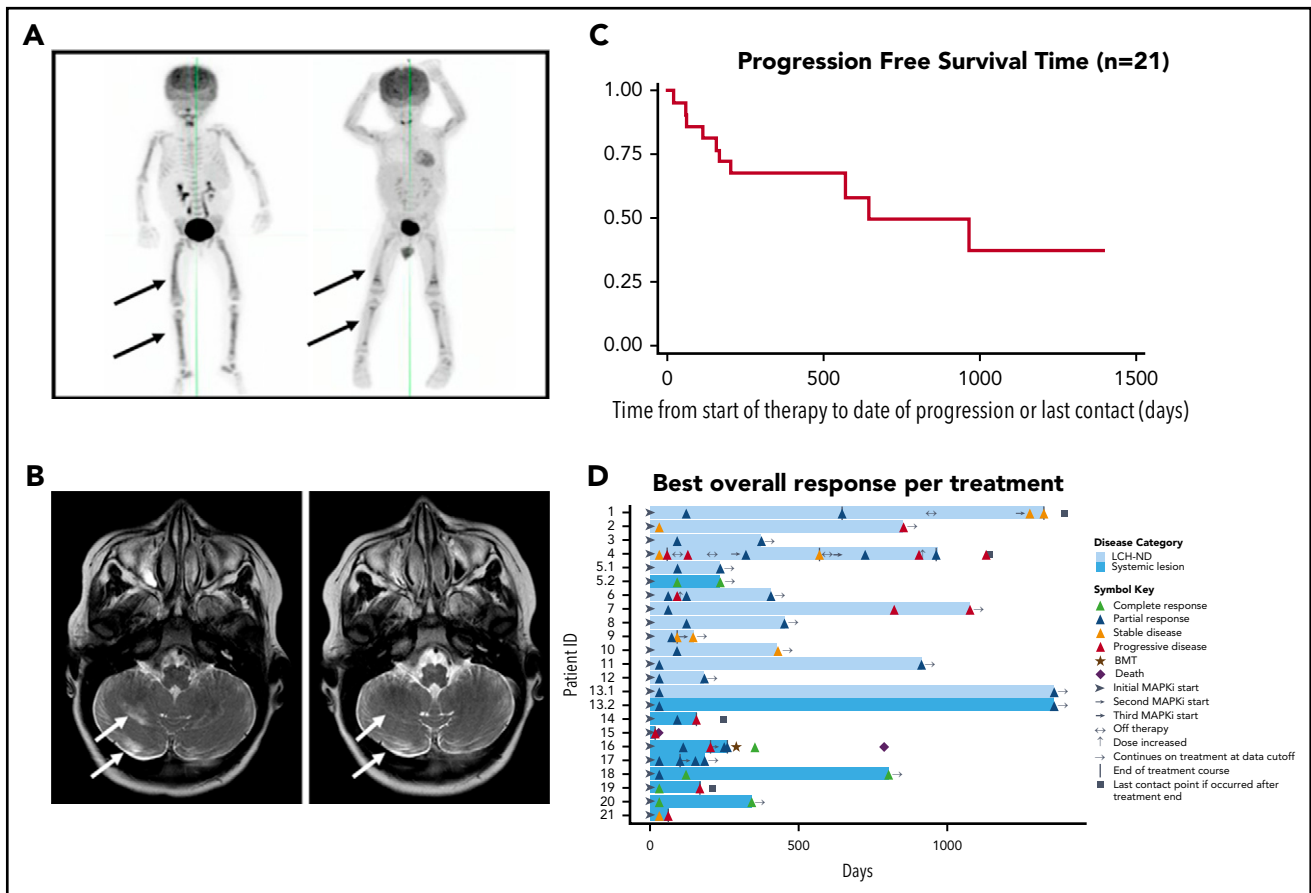 A
B
C
Progression Free Survival Time (n=21)
1.00
0.75
0.50
0.25
0.00
0
500
1000
1500
Time from start of therapy to date of progression or last contact (days)
D
Best overall response per treatment
Patient ID
1
2
3
4
5.1
5.2
6
7
8
9
10
11
12
13.1
13.2
14
15
16
17
18
19
20
21
0
500
1000
Days
Disease Category
LCH-ND
Systemic lesion
Symbol Key
Complete response
Partial response
Stable disease
Progressive disease
BMT
Death
Initial MAPKi start
Second MAPKi start
Third MAPKi start
Off therapy
Dose increased
Continues on treatment at data cutoff
End of treatment course
Last contact point if occurred after
treatment end